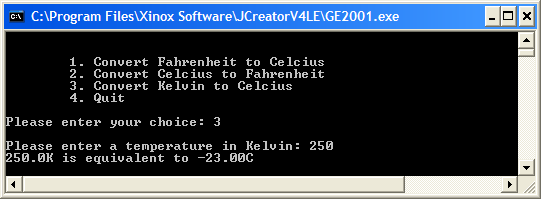 C:\Program Files\Xinox Software\JCreatorV4LE\GE2001.exe
1. Convert Fahrenheit to Celcius
2. Convert Celcius to Fahrenheit
3. Convert Kelvin to Celcius
4. Quit
Please enter your choice: 3
Please enter a temperature in Kelvin: 250
250.0K is equivalent to -23.00C